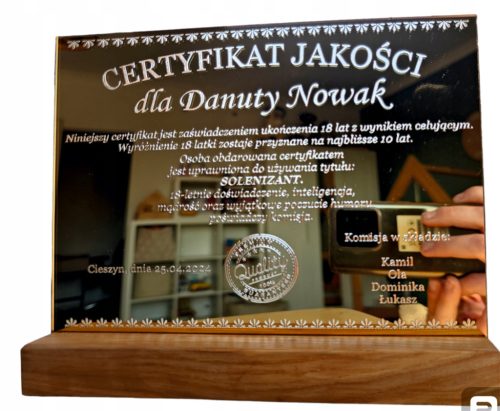 CERTYFIKAT JAKOŚCI
dla Danuty Nowak
Niniejszy certyfikat jest zaświadczeniem ukończenia 18 lat z wynikiem celującym.
Wyróżnienie 18 latki zostaje przyznane na najbliższe 10 lat.
Osoba obdarowana certyfikatem
jest uprawniona do używania tytułu:
SOLENIZANT.
18-letnie doświadczenie, inteligencja,
mądrość oraz wyjątkowe poczucie humoru
poświadczy komisja.
Komisja w składzie:
Kamil
Ola
Dominika
Łukasz
Cieszyn, dnia 25.04.2024
Quality